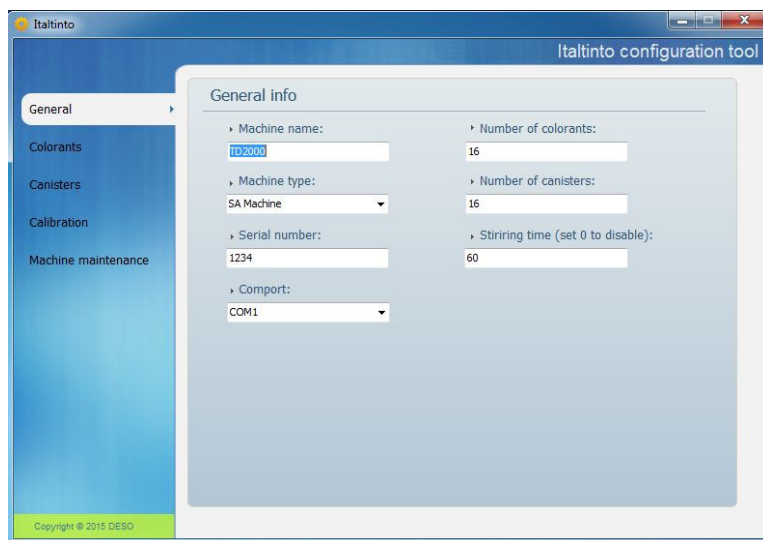 Italtinto
Italtinto configuration tool
General
Colorants
Canisters
Calibration
Machine maintenance
General info
Machine name:
TD2000
Machine type:
SA Machine
Serial number:
1234
Comport:
COM1
Number of colorants:
16
Number of canisters:
16
Stiriring time (set 0 to disable):
60
Copyright © 2015 DESO